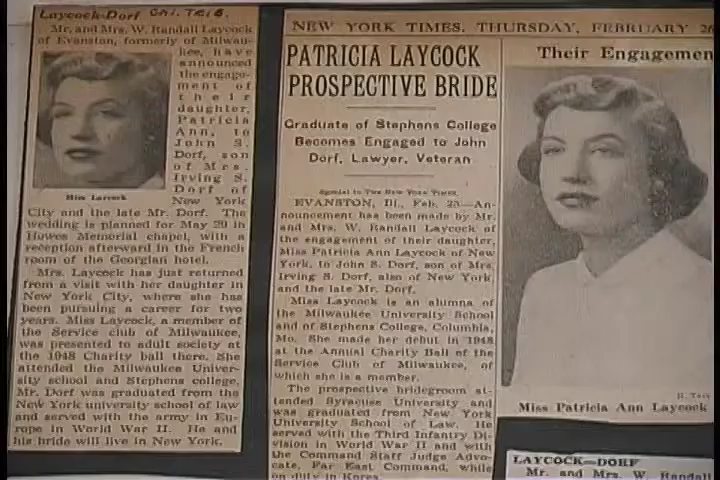 Laycock-Dorf Chi. Trib.
Mr. and Mrs. W. Randall Laycock
of Evanston, formerly of Milwau-
kee, have
announced
the engage-
ment of
their
daughter,
Patricia
Ann, to
John S.
Dorf, son
of Mrs.
Irving S.
Dorf of
New York
Miss Laycock
City and the late Mr. Dorf. The
wedding is planned for May 29 in
Howes Memorial chapel, with a
reception afterward in the French
room of the Georgian hotel.
Mrs. Laycock has just returned
from a visit with her daughter in
New York City, where she has
been pursuing a career for two
years. Miss Laycock, a member of
the Service club of Milwaukee,
was presented to adult society at
the 1948 Charity ball there. She
attended the Milwaukee Univer-
sity school and Stephens college.
Mr. Dorf was graduated from the
New York university school of law
and served with the army in Eu-
rope in World War II. He and
his bride will live in New York.
NEW YORK TIMES, THURSDAY, FEBRUARY 26
PATRICIA LAYCOCK
PROSPECTIVE BRIDE
Graduate of Stephens College
Becomes Engaged to John
Dorf, Lawyer, Veteran
Special to The New York Times.
EVANSTON, Ill., Feb. 25—An-
nouncement has been made by Mr.
and Mrs. W. Randall Laycock of
the engagement of their daughter,
Miss Patricia Ann Laycock of New
York, to John S. Dorf, son of Mrs.
Irving S. Dorf, also of New York,
and the late Mr. Dorf.
Miss Laycock is an alumna of
the Milwaukee University School
and of Stephens College, Columbia,
Mo. She made her debut in 1948
at the Annual Charity Ball of the
Service Club of Milwaukee, of
which she is a member.
The prospective bridegroom at-
tended Syracuse University and
was graduated from New York
University School of Law. He
served with the Third Infantry Di-
vision in World War II and with
the Command Staff Judge Advo-
cate, Far East Command, while
on duty in Korea.
Their Engagemen
Miss Patricia Ann Laycock
LAYCOCK—DORF
Mr. and Mrs. W. Randall